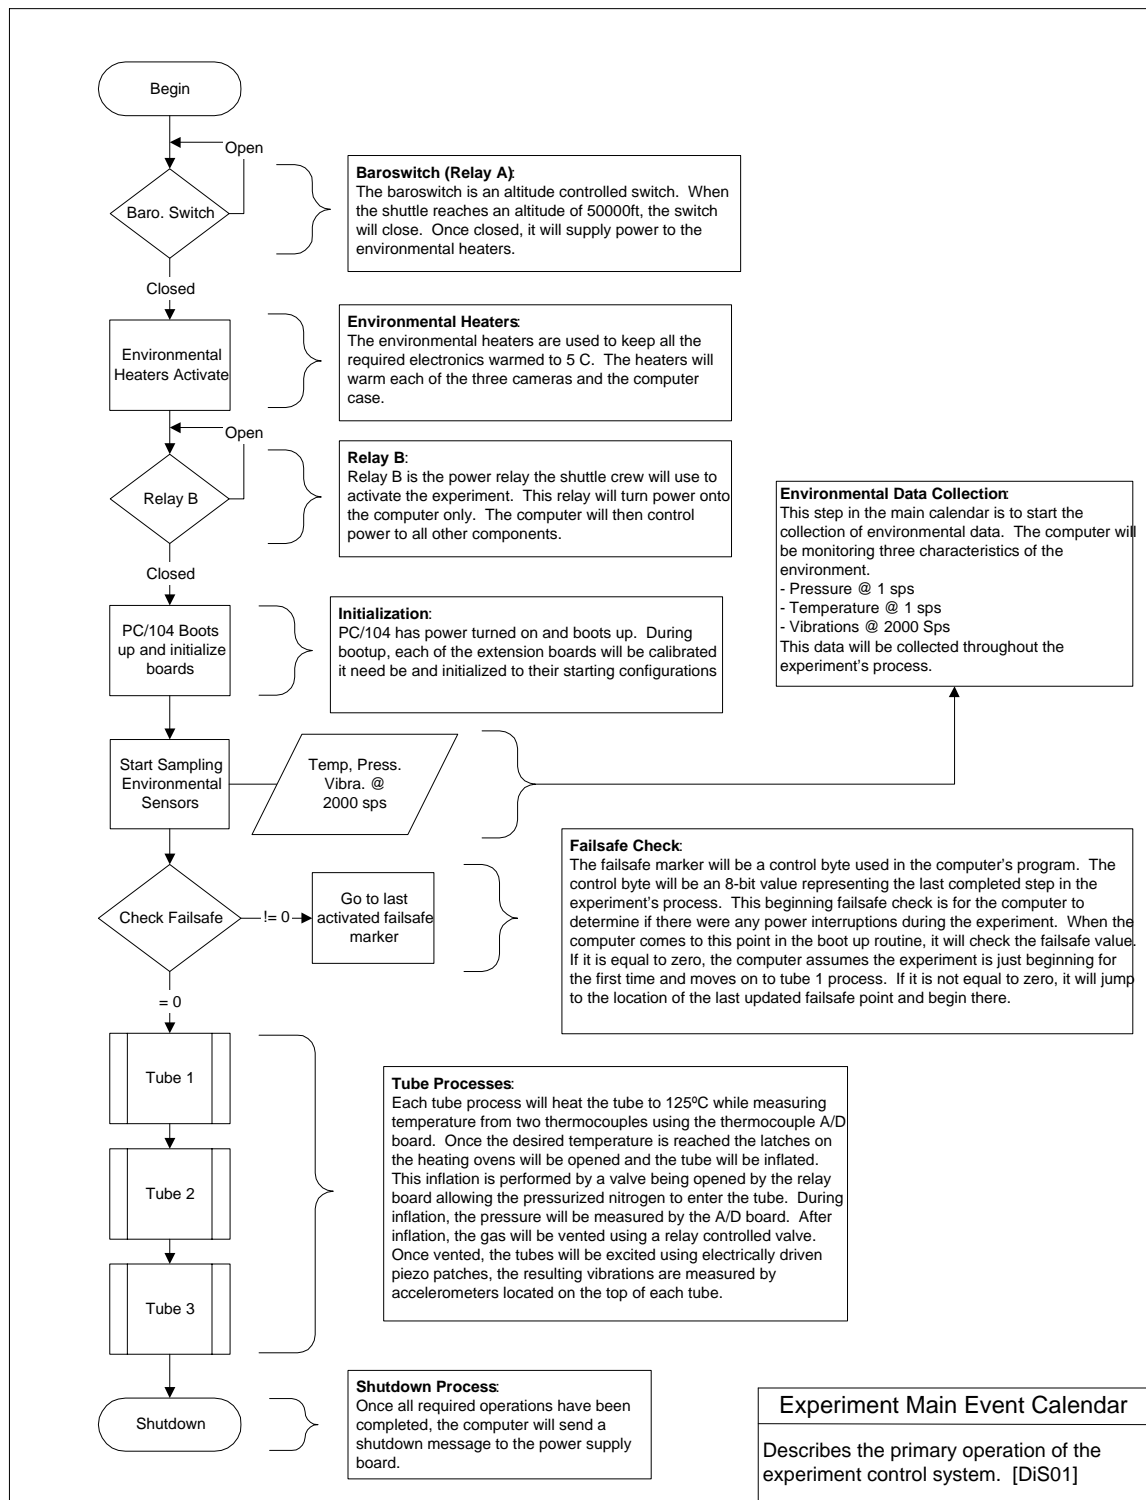 Begin
Open
Baro. Switch
Baroswitch (Relay A):
The baroswitch is an altitude controlled switch. When
the shuttle reaches an altitude of 50000ft, the switch
will close. Once closed, it will supply power to the
environmental heaters.
Closed
Environmental
Heaters Activate
Environmental Heaters:
The environmental heaters are used to keep all the
required electronics warmed to 5 C. The heaters will
warm each of the three cameras and the computer
case.
Open
Relay B
Relay B:
Relay B is the power relay the shuttle crew will use to
activate the experiment. This relay will turn power onto
the computer only. The computer will then control
power to all other components.
Closed
Environmental Data Collection:
This step in the main calendar is to start the
collection of environmental data. The computer will
be monitoring three characteristics of the
environment.
- Pressure @ 1 sps
- Temperature @ 1 sps
- Vibrations @ 2000 Sps
This data will be collected throughout the
experiment's process.
PC/104 Boots
up and initialize
boards
Initialization:
PC/104 has power turned on and boots up. During
bootup, each of the extension boards will be calibrated
it need be and initialized to their starting configurations
Start Sampling
Environmental
Sensors
Temp, Press.
Vibra. @
2000 sps
Check Failsafe
!= 0
Go to last
activated failsafe
marker
= 0
Failsafe Check:
The failsafe marker will be a control byte used in the computer's program. The
control byte will be an 8-bit value representing the last completed step in the
experiment's process. This beginning failsafe check is for the computer to
determine if there were any power interruptions during the experiment. When the
computer comes to this point in the boot up routine, it will check the failsafe value.
If it is equal to zero, the computer assumes the experiment is just beginning for
the first time and moves on to tube 1 process. If it is not equal to zero, it will jump
to the location of the last updated failsafe point and begin there.
Tube 1
Tube 2
Tube 3
Tube Processes:
Each tube process will heat the tube to 125ºC while measuring
temperature from two thermocouples using the thermocouple A/D
board. Once the desired temperature is reached the latches on
the heating ovens will be opened and the tube will be inflated.
This inflation is performed by a valve being opened by the relay
board allowing the pressurized nitrogen to enter the tube. During
inflation, the pressure will be measured by the A/D board. After
inflation, the gas will be vented using a relay controlled valve.
Once vented, the tubes will be excited using electrically driven
piezo patches, the resulting vibrations are measured by
accelerometers located on the top of each tube.
Shutdown
Shutdown Process:
Once all required operations have been
completed, the computer will send a
shutdown message to the power supply
board.
Experiment Main Event Calendar
Describes the primary operation of the
experiment control system. [DiS01]